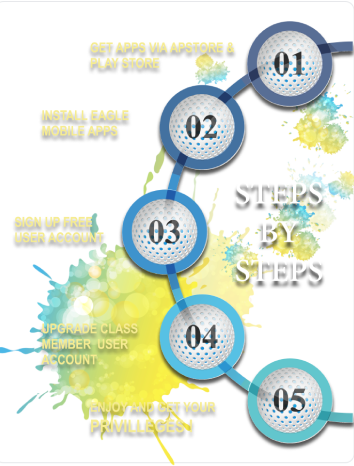 GET APPS VIA APSTORE &
PLAY STORE
01
INSTALL EAGLE
MOBILE APPS
02
SIGN UP FREE
USER ACCOUNT
03
STEPS
BY
STEPS
UPGRADE CLASS
MEMBER USER
ACCOUNT
04
ENJOY AND GET YOUR
PRIVILLEGES !
05